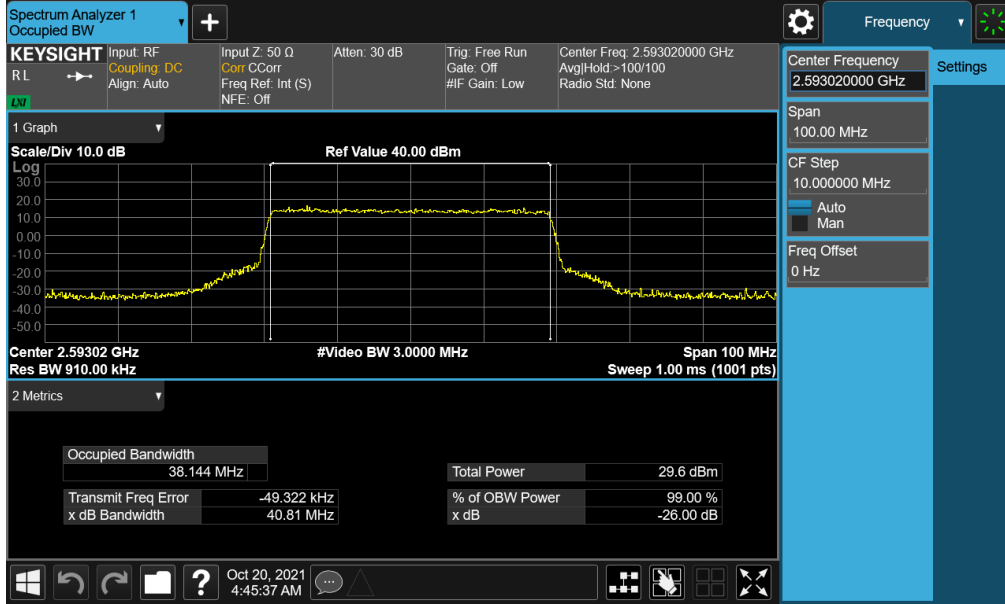 Spectrum Analyzer 1
Occupied BW
+
Frequency
KEYSIGHT
RL
LXI
Input: RF
Coupling: DC
Align: Auto
Input Z: 50 Ω
Corr CCorr
Freq Ref: Int (S)
NFE: Off
Atten: 30 dB
Trig: Free Run
Gate: Off
#IF Gain: Low
Center Freq: 2.593020000 GHz
Avg|Hold:>100/100
Radio Std: None
Center Frequency
2.593020000 GHz
Settings
Span
100.00 MHz
CF Step
10.000000 MHz
Auto
Man
Freq Offset
0 Hz
1 Graph
Scale/Div 10.0 dB
Ref Value 40.00 dBm
Log
30.0
20.0
10.0
0.00
-10.0
-20.0
-30.0
-40.0
-50.0
Center 2.59302 GHz
#Video BW 3.0000 MHz
Span 100 MHz
Res BW 910.00 kHz
Sweep 1.00 ms (1001 pts)
2 Metrics
Occupied Bandwidth
38.144 MHz
Total Power 29.6 dBm
Transmit Freq Error -49.322 kHz
% of OBW Power 99.00 %
x dB Bandwidth 40.81 MHz
x dB -26.00 dB
?
Oct 20, 2021
4:45:37 AM